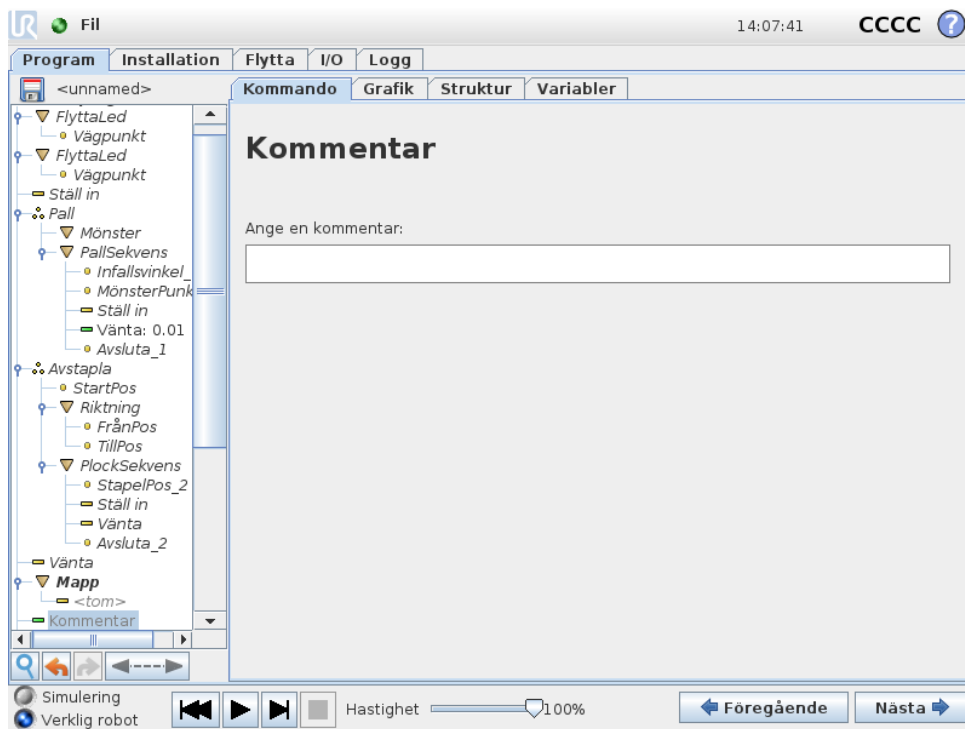 UR Fil 14:07:41 CCCC ?
Program Installation Flytta I/O Logg
<unnamed>
Kommando Grafik Struktur Variabler
FlyttaLed
Vägpunkt
FlyttaLed
Vägpunkt
Ställ in
Pall
Mönster
PallSekvens
Infallsvinkel_
MönsterPunk
Ställ in
Vänta: 0.01
Avsluta_1
Avstapla
StartPos
Riktning
FrånPos
TillPos
PlockSekvens
StapelPos_2
Ställ in
Vänta
Avsluta_2
Vänta
Mapp
<tom>
Kommentar
Kommentar
Ange en kommentar:
Simulering
Verklig robot
Hastighet 100%
Föregående Nästa